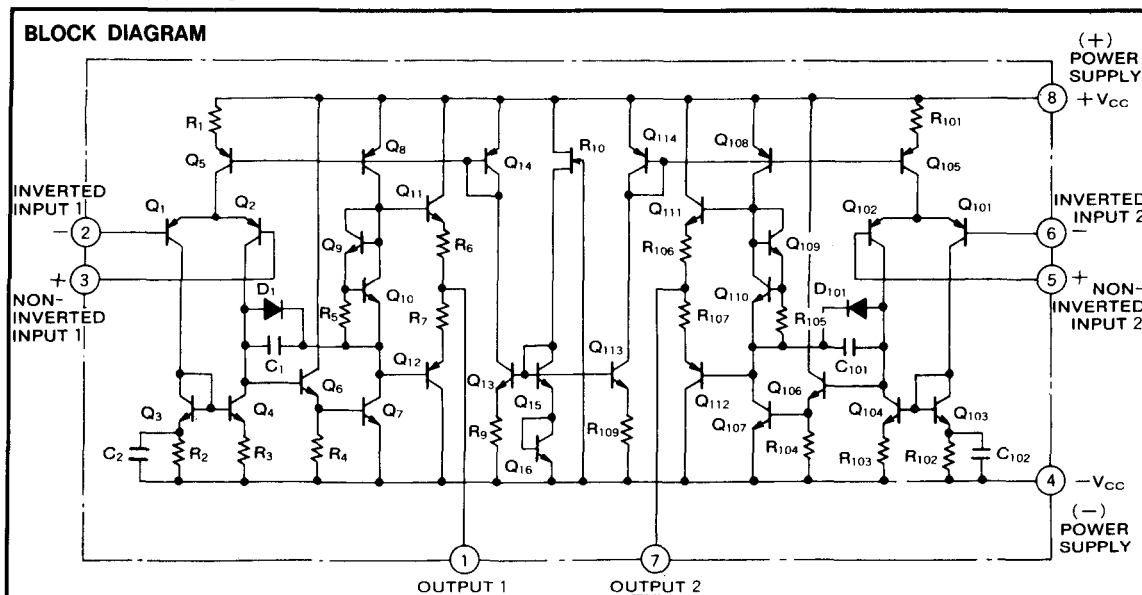 BLOCK DIAGRAM
(+)
POWER
SUPPLY
8
+VCC
R1
Q5
Q8
Q14
R10
Q114
Q108
R101
Q105
INVERTED
INPUT 1
−
2
Q1
Q2
Q11
Q9
R6
Q111
R106
Q109
Q102
Q101
INVERTED
INPUT 2
6
−
+
3
NON-
INVERTED
INPUT 1
D1
Q10
R5
R7
Q110
R107
R105
D101
5
+
NON-
INVERTED
INPUT 2
C1
Q12
Q113
C101
Q3
Q4
Q6
Q7
Q13
Q15
Q112
Q106
Q107
Q104
Q103
C2
R2
R3
R4
R9
Q16
R109
R104
R103
R102
C102
4
−VCC
(−)
POWER
SUPPLY
1
OUTPUT 1
7
OUTPUT 2